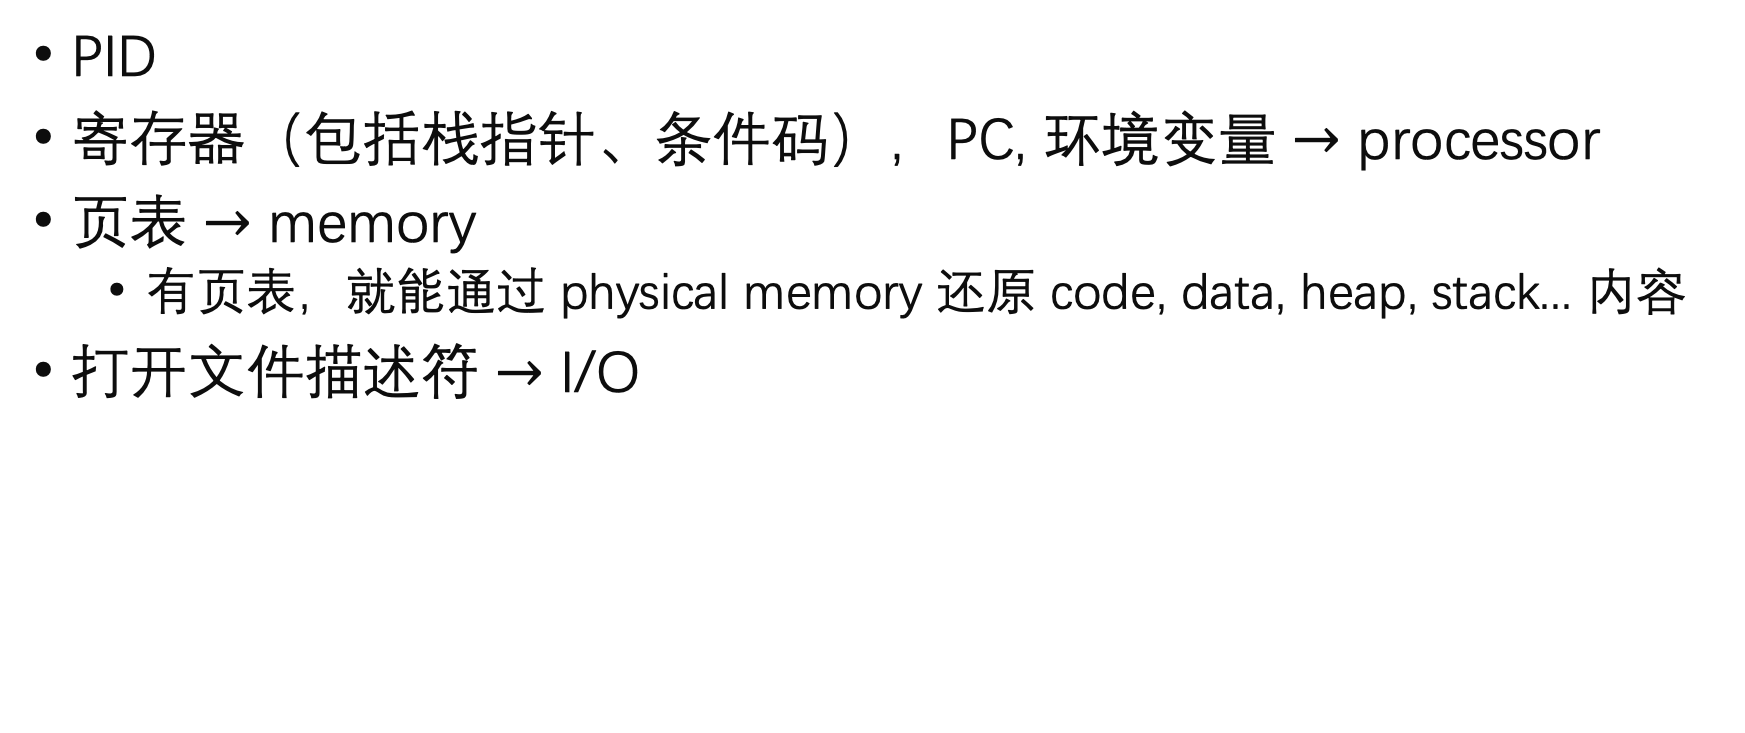 • PID
• 寄存器（包括栈指针、条件码），PC, 环境变量 → processor
• 页表 → memory
• 有页表，就能通过 physical memory 还原 code, data, heap, stack... 内容
• 打开文件描述符 → I/O